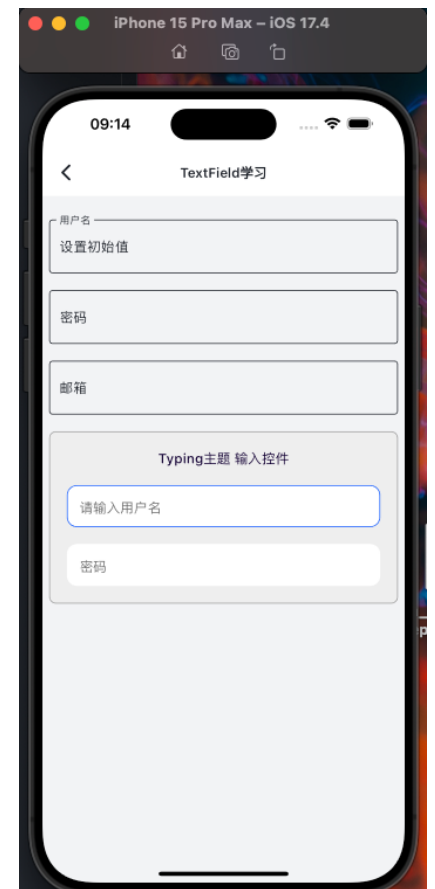 iPhone 15 Pro Max – iOS 17.4
09:14
TextField学习
用户名
设置初始值
密码
邮箱
Typing主题 输入控件
请输入用户名
密码